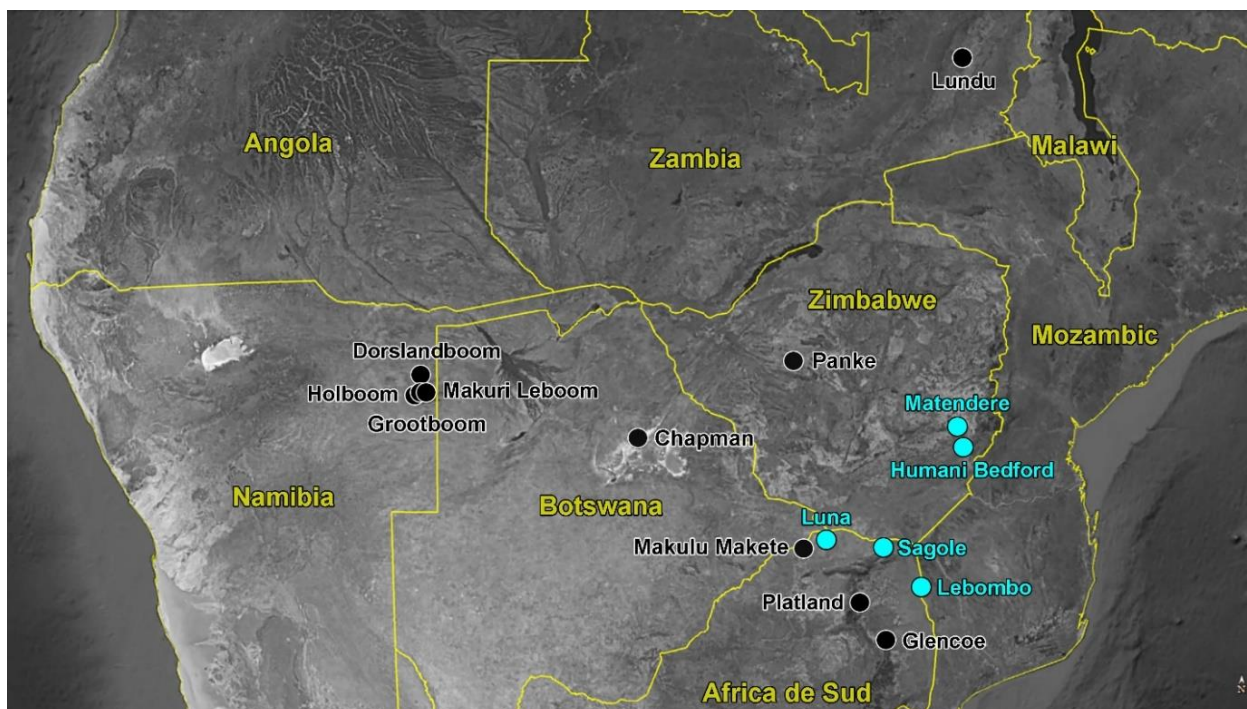 Lundu
Angola
Zambia
Malawi
Zimbabwe
Mozambic
Dorslandboom
Panke
Holboom
Makuri Leboom
Grootboom
Matendere
Chapman
Humani Bedford
Namibia
Botswana
Luna
Makulu Makete
Sagole
Lebombo
Platland
Glencoe
Africa de Sud
N